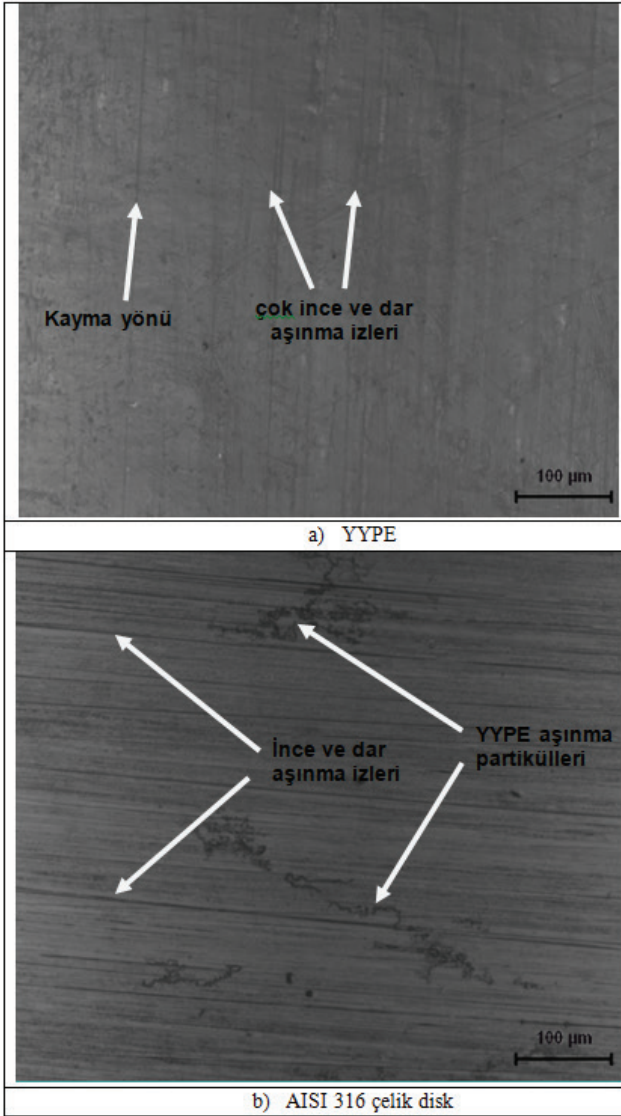 Kayma yönü
çok ince ve dar
aşınma izleri
100 µm
a) YYPE
İnce ve dar
aşınma izleri
YYPE aşınma
partikülleri
100 µm
b) AISI 316 çelik disk